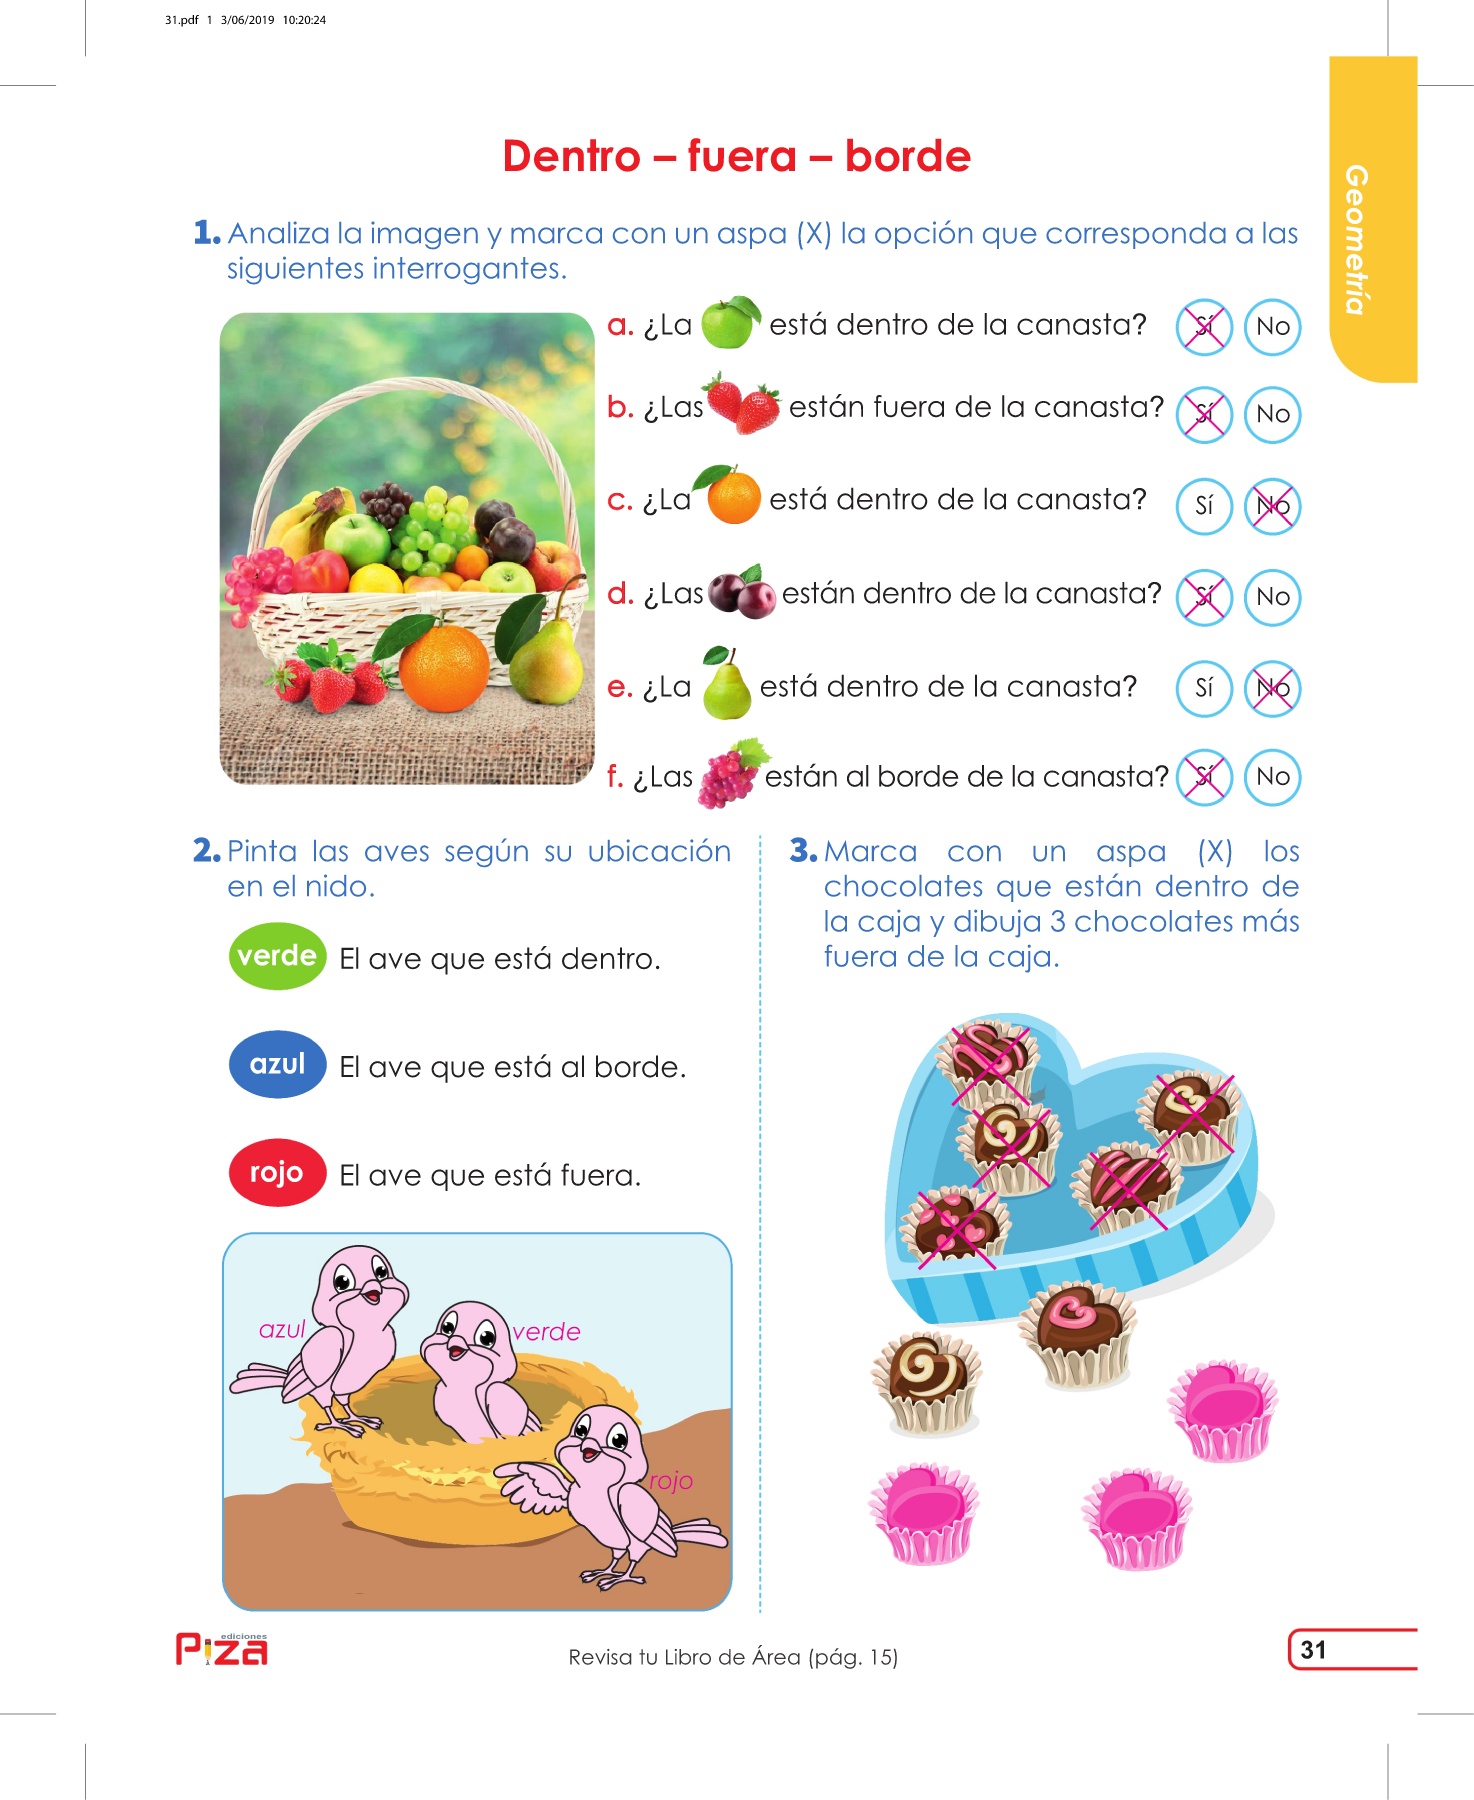 31.pdf 1 3/06/2019 10:20:24
Geometría
Dentro – fuera – borde
1. Analiza la imagen y marca con un aspa (X) la opción que corresponda a las
siguientes interrogantes.
a. ¿La está dentro de la canasta? Sí No
b. ¿Las están fuera de la canasta? Sí No
c. ¿La está dentro de la canasta? Sí No
d. ¿Las están dentro de la canasta? Sí No
e. ¿La está dentro de la canasta? Sí No
f. ¿Las están al borde de la canasta? Sí No
2. Pinta las aves según su ubicación
en el nido.
verde El ave que está dentro.
azul El ave que está al borde.
rojo El ave que está fuera.
azul
verde
rojo
3. Marca con un aspa (X) los
chocolates que están dentro de
la caja y dibuja 3 chocolates más
fuera de la caja.
ediciones
Piza
Revisa tu Libro de Área (pág. 15)
31